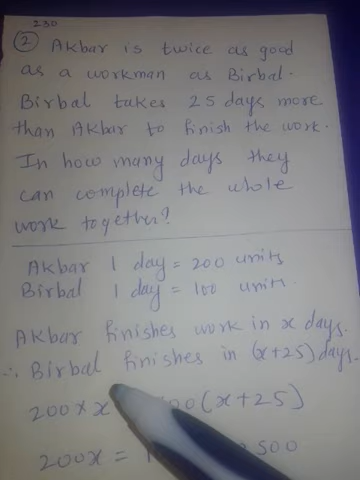 230
② Akbar is twice as good
as a workman as Birbal.
Birbal takes 25 days more
than Akbar to finish the work.
In how many days they
can complete the whole
work together?
Akbar 1 day = 200 units
Birbal 1 day = 100 units.
Akbar finishes work in x days.
∴ Birbal finishes in (x+25) days.
200 * x 00 (x+25)
200x = 1 2500